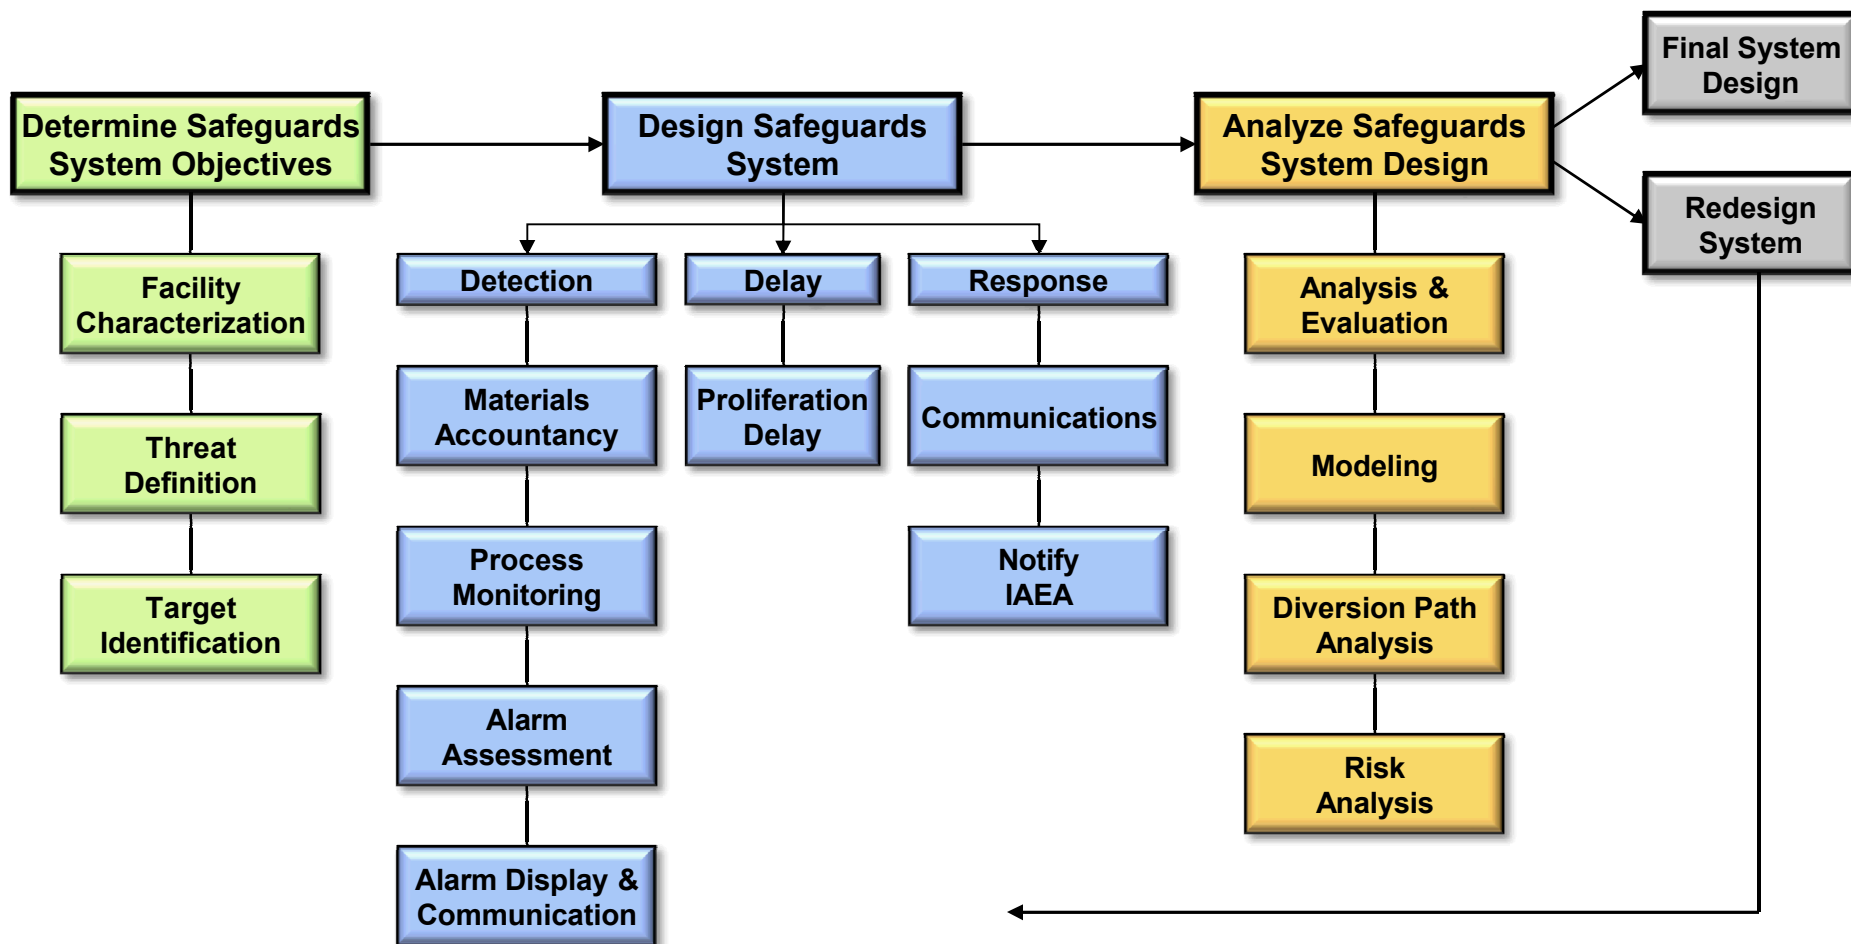 Determine Safeguards
System Objectives
Facility
Characterization
Threat
Definition
Target
Identification
Design Safeguards
System
Detection
Materials
Accountancy
Process
Monitoring
Alarm
Assessment
Alarm Display &
Communication
Delay
Proliferation
Delay
Response
Communications
Notify
IAEA
Analyze Safeguards
System Design
Analysis &
Evaluation
Modeling
Diversion Path
Analysis
Risk
Analysis
Final System
Design
Redesign
System